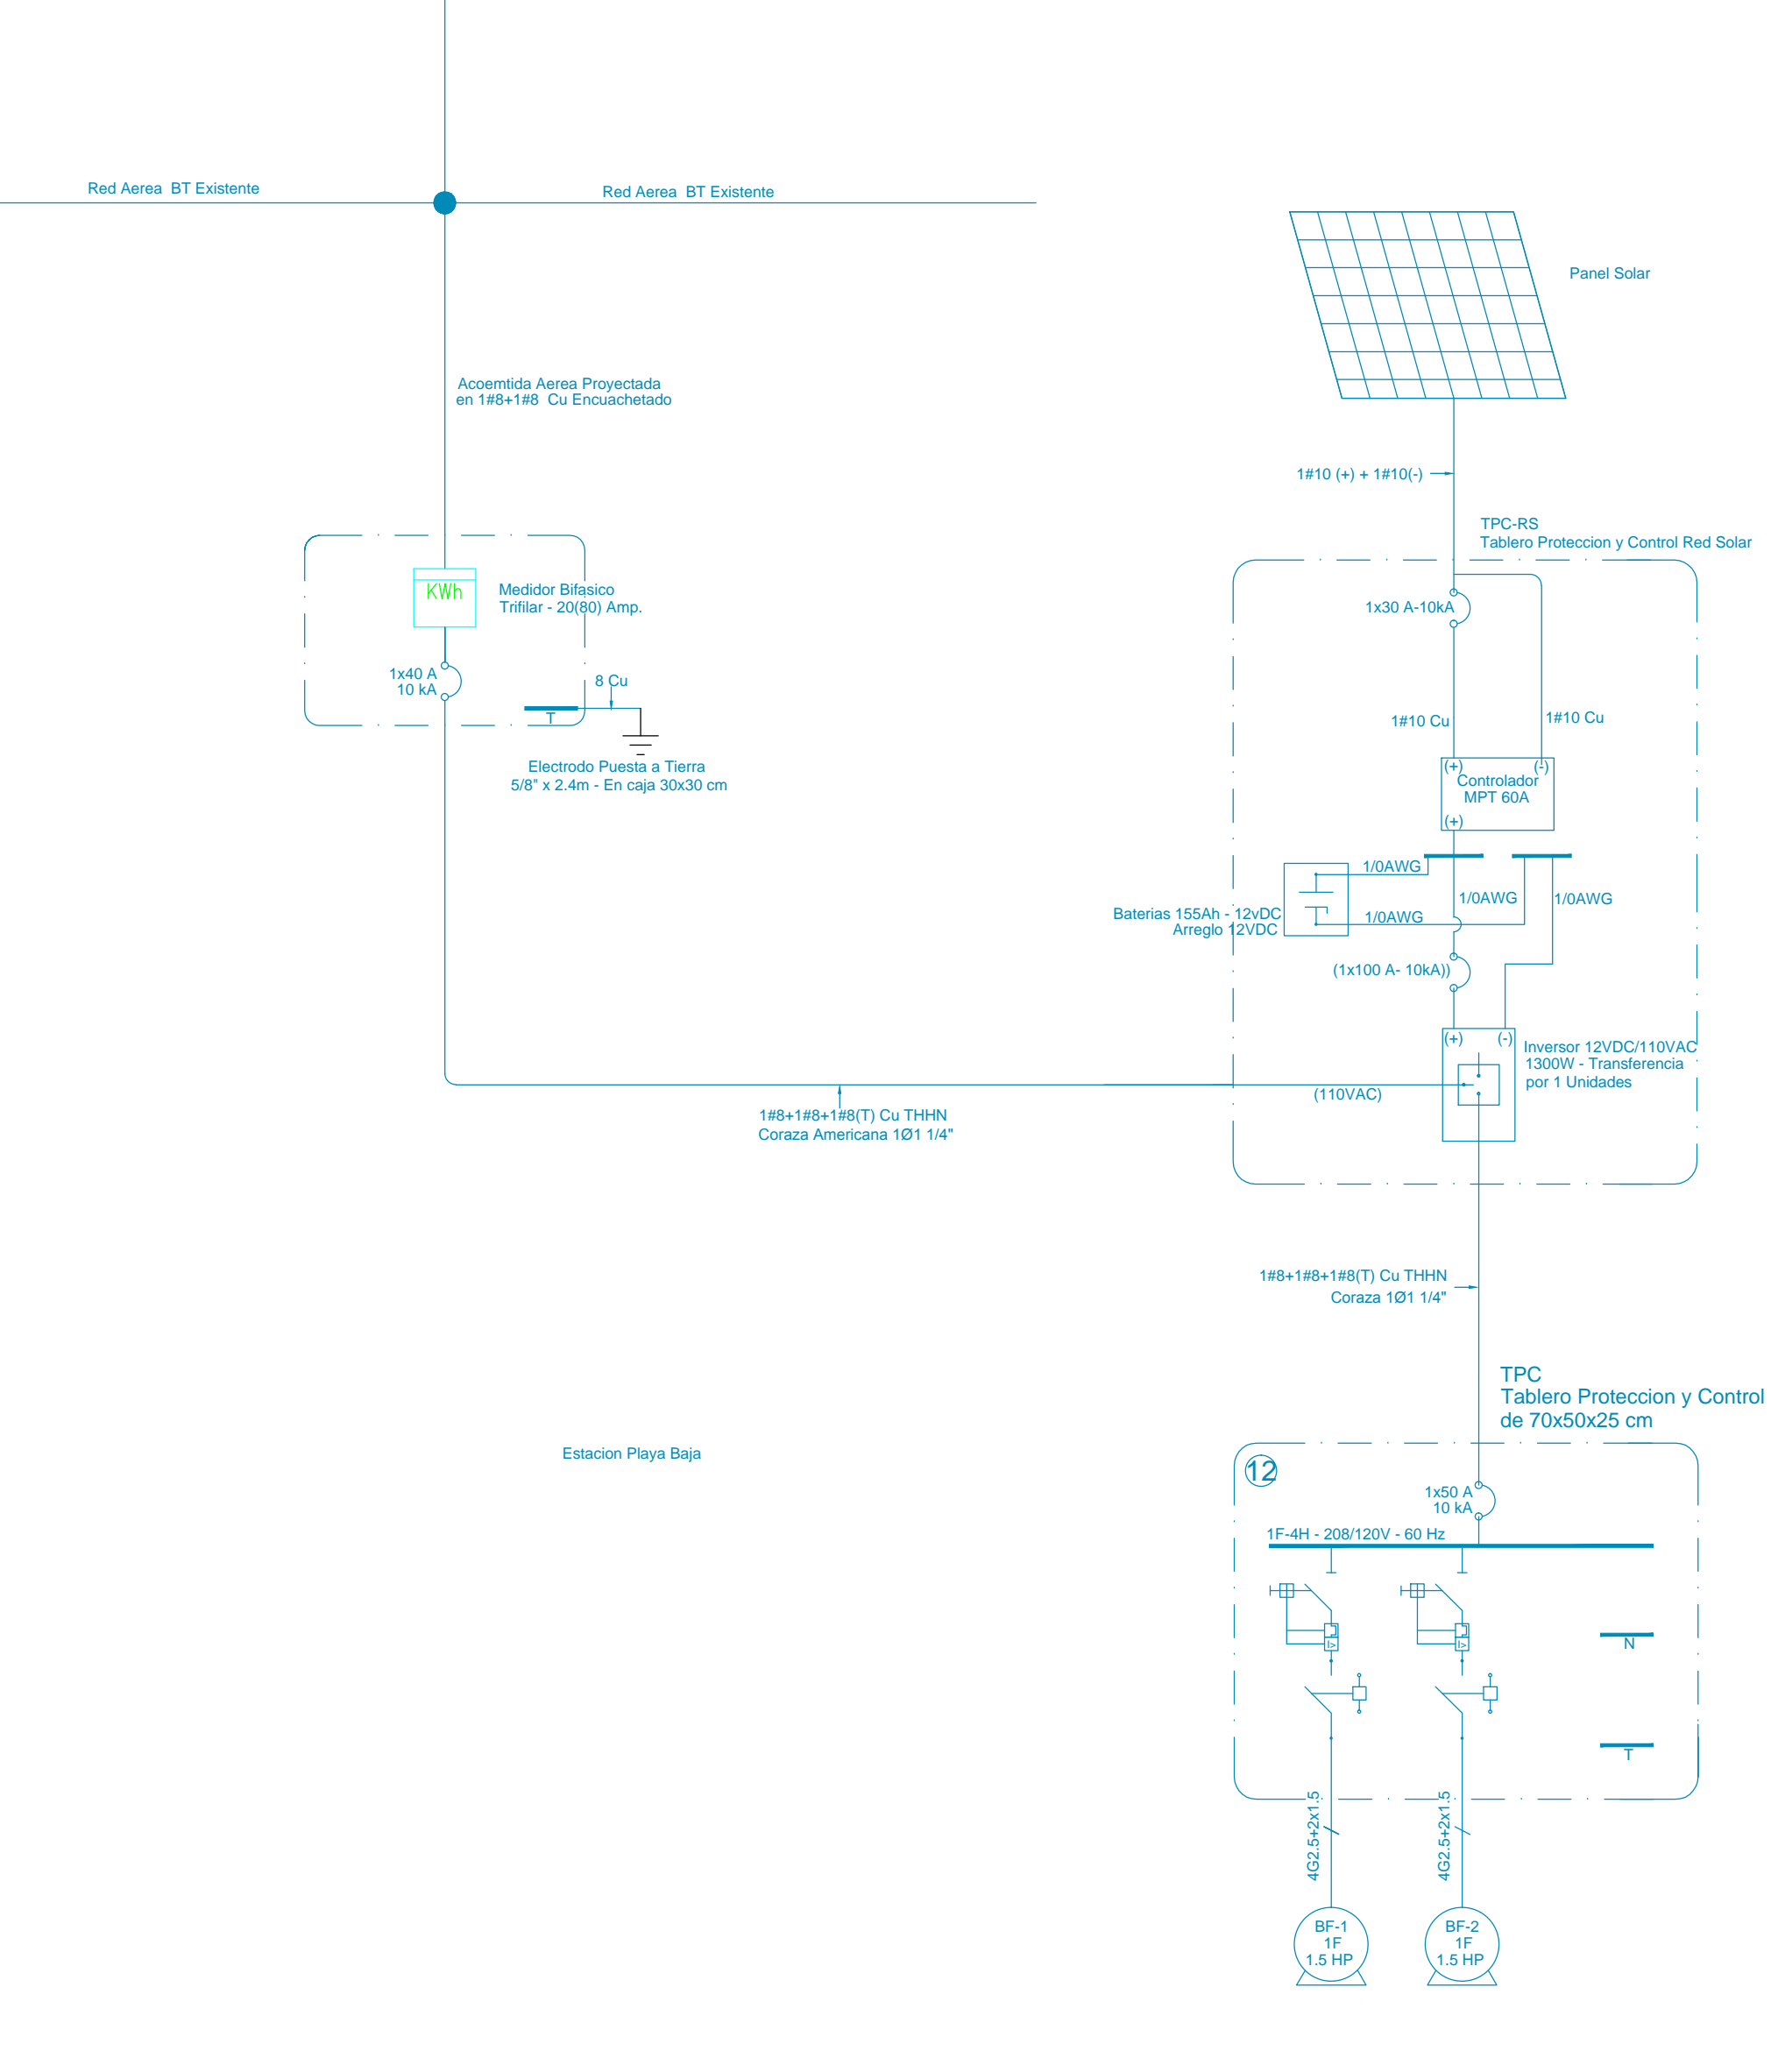 Red Aerea  BT Existente
Red Aerea  BT Existente
Panel Solar
Acoemtida Aerea Proyectada
en 1#8+1#8  Cu Encuachetado
1#10 (+) + 1#10(-)
TPC-RS
Tablero Proteccion y Control Red Solar
KWh
Medidor Bifasico
Trifilar - 20(80) Amp.
1x40 A
10 kA
8 Cu
T
Electrodo Puesta a Tierra
5/8" x 2.4m - En caja 30x30 cm
1x30 A-10kA
1#10 Cu
1#10 Cu
(+)
(-)
Controlador
MPT 60A
(+)
1/0AWG
1/0AWG
1/0AWG
1/0AWG
Baterias 155Ah - 12vDC
Arreglo 12VDC
(1x100 A- 10kA))
(+)
(-)
Inversor 12VDC/110VAC
1300W - Transferencia
por 1 Unidades
(110VAC)
1#8+1#8+1#8(T) Cu THHN
Coraza Americana 1Ø1 1/4"
1#8+1#8+1#8(T) Cu THHN
Coraza 1Ø1 1/4"
TPC
Tablero Proteccion y Control
de 70x50x25 cm
Estacion Playa Baja
12
1x50 A
10 kA
1F-4H - 208/120V - 60 Hz
I>
I>
N
T
4G2.5+2x1.5
4G2.5+2x1.5
BF-1
1F
1.5 HP
BF-2
1F
1.5 HP